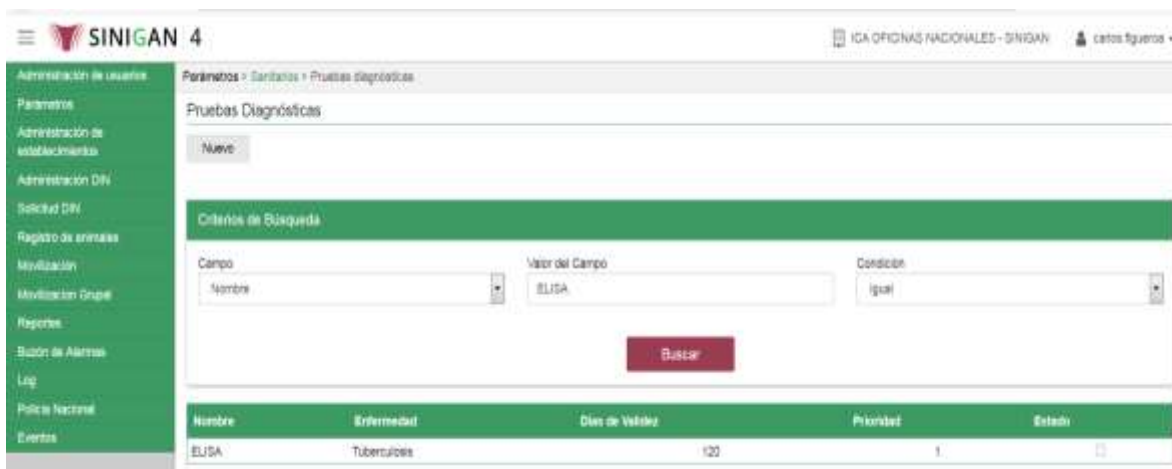 SINIGAN 4
ICA OFICINAS NACIONALES - SINIGAN
carlos figueroa
Administración de usuarios
Parámetros
Administración de
establecimientos
Administración DIN
Solicitud DIN
Registro de animales
Movilización
Movilizacion Grupal
Reportes
Buzón de Alarmas
Log
Policía Nacional
Eventos
Parámetros > Sanitarios > Pruebas diagnósticas
Pruebas Diagnósticas
Nuevo
Criterios de Búsqueda
Campo Valor del Campo Condición
Nombre ELISA Igual
Buscar
Nombre Enfermedad Dias de Validez Prioridad Estado
ELISA Tuberculosis 120 1